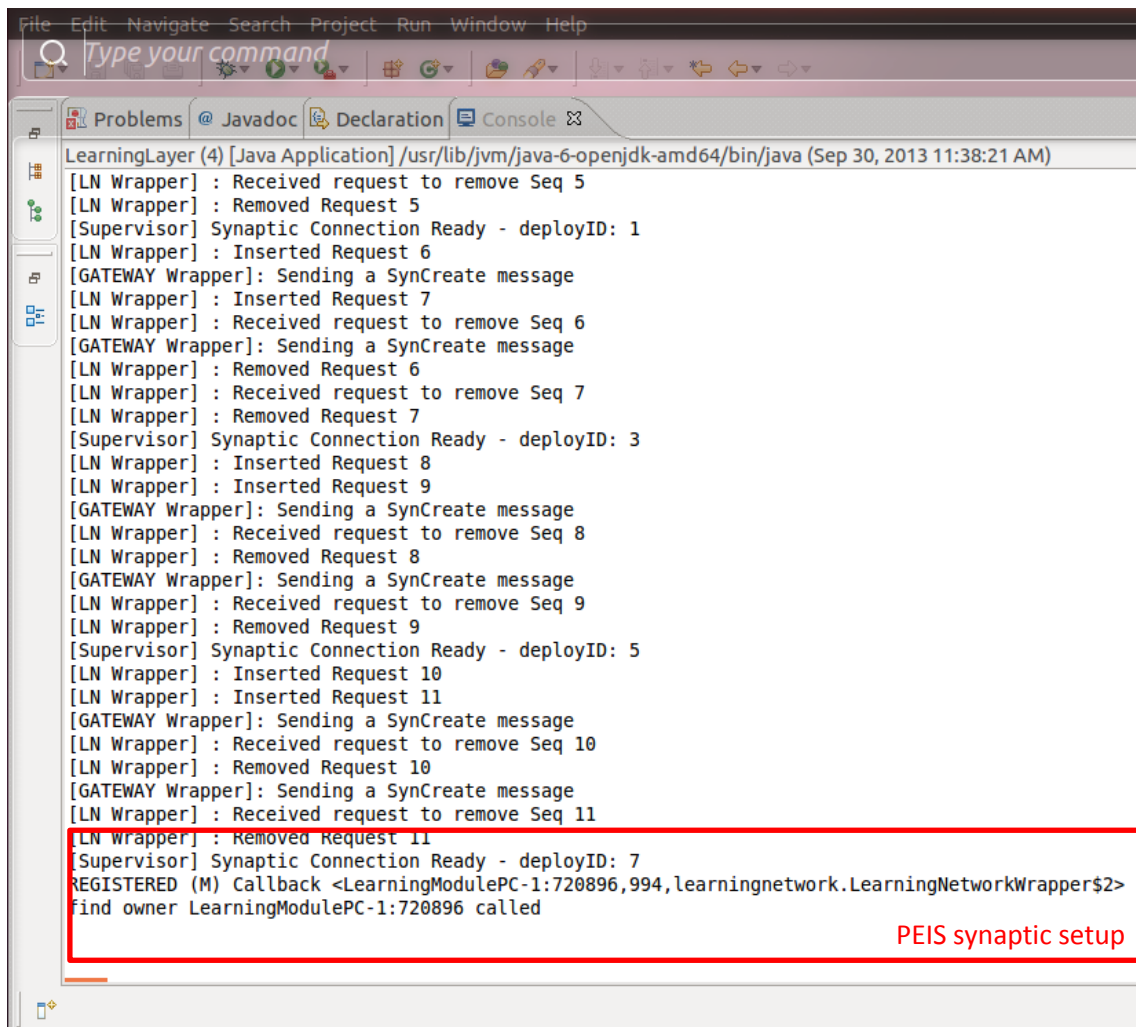 File Edit Navigate Search Project Run Window Help
Type your command
Problems @ Javadoc Declaration Console
LearningLayer (4) [Java Application] /usr/lib/jvm/java-6-openjdk-amd64/bin/java (Sep 30, 2013 11:38:21 AM)
[LN Wrapper] : Received request to remove Seq 5
[LN Wrapper] : Removed Request 5
[Supervisor] Synaptic Connection Ready - deployID: 1
[LN Wrapper] : Inserted Request 6
[GATEWAY Wrapper]: Sending a SynCreate message
[LN Wrapper] : Inserted Request 7
[LN Wrapper] : Received request to remove Seq 6
[GATEWAY Wrapper]: Sending a SynCreate message
[LN Wrapper] : Removed Request 6
[LN Wrapper] : Received request to remove Seq 7
[LN Wrapper] : Removed Request 7
[Supervisor] Synaptic Connection Ready - deployID: 3
[LN Wrapper] : Inserted Request 8
[LN Wrapper] : Inserted Request 9
[GATEWAY Wrapper]: Sending a SynCreate message
[LN Wrapper] : Received request to remove Seq 8
[LN Wrapper] : Removed Request 8
[GATEWAY Wrapper]: Sending a SynCreate message
[LN Wrapper] : Received request to remove Seq 9
[LN Wrapper] : Removed Request 9
[Supervisor] Synaptic Connection Ready - deployID: 5
[LN Wrapper] : Inserted Request 10
[LN Wrapper] : Inserted Request 11
[GATEWAY Wrapper]: Sending a SynCreate message
[LN Wrapper] : Received request to remove Seq 10
[LN Wrapper] : Removed Request 10
[GATEWAY Wrapper]: Sending a SynCreate message
[LN Wrapper] : Received request to remove Seq 11
[LN Wrapper] : Removed Request 11
[Supervisor] Synaptic Connection Ready - deployID: 7
REGISTERED (M) Callback <LearningModulePC-1:720896,994,learningnetwork.LearningNetworkWrapper$2>
find owner LearningModulePC-1:720896 called
PEIS synaptic setup